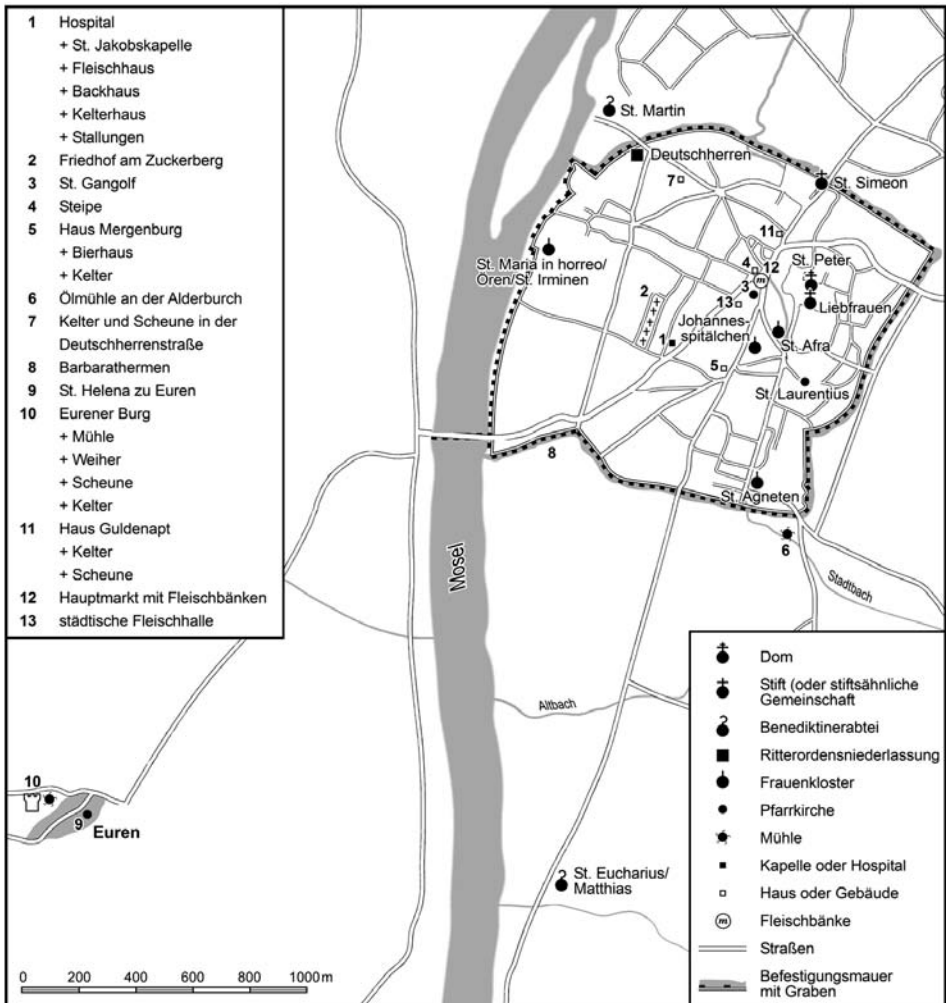 1 Hospital
+ St. Jakobskapelle
+ Fleischhaus
+ Backhaus
+ Kelterhaus
+ Stallungen
2 Friedhof am Zuckerberg
3 St. Gangolf
4 Steipe
5 Haus Mergenburg
+ Bierhaus
+ Kelter
6 Ölmühle an der Alderburch
7 Kelter und Scheune in der
Deutschherrenstraße
8 Barbarathermen
9 St. Helena zu Euren
10 Eurener Burg
+ Mühle
+ Weiher
+ Scheune
+ Kelter
11 Haus Guldenapt
+ Kelter
+ Scheune
12 Hauptmarkt mit Fleischbänken
13 städtische Fleischhalle
St. Martin
Deutschherren
7
St. Simeon
11
St. Maria in horreo/
Ören/St. Irminen
4
12
m
St. Peter
2
3
13
Liebfrauen
Johannes-
spitälchen
1
St. Afra
5
St. Laurentius
8
St. Agneten
6
Stadtbach
Mosel
Altbach
10
9
Euren
St. Eucharius/
Matthias
0 200 400 600 800 1000 m
Dom
Stift (oder stiftsähnliche
Gemeinschaft
Benediktinerabtei
Ritterordensniederlassung
Frauenkloster
Pfarrkirche
Mühle
Kapelle oder Hospital
Haus oder Gebäude
m Fleischbänke
Straßen
Befestigungsmauer
mit Graben